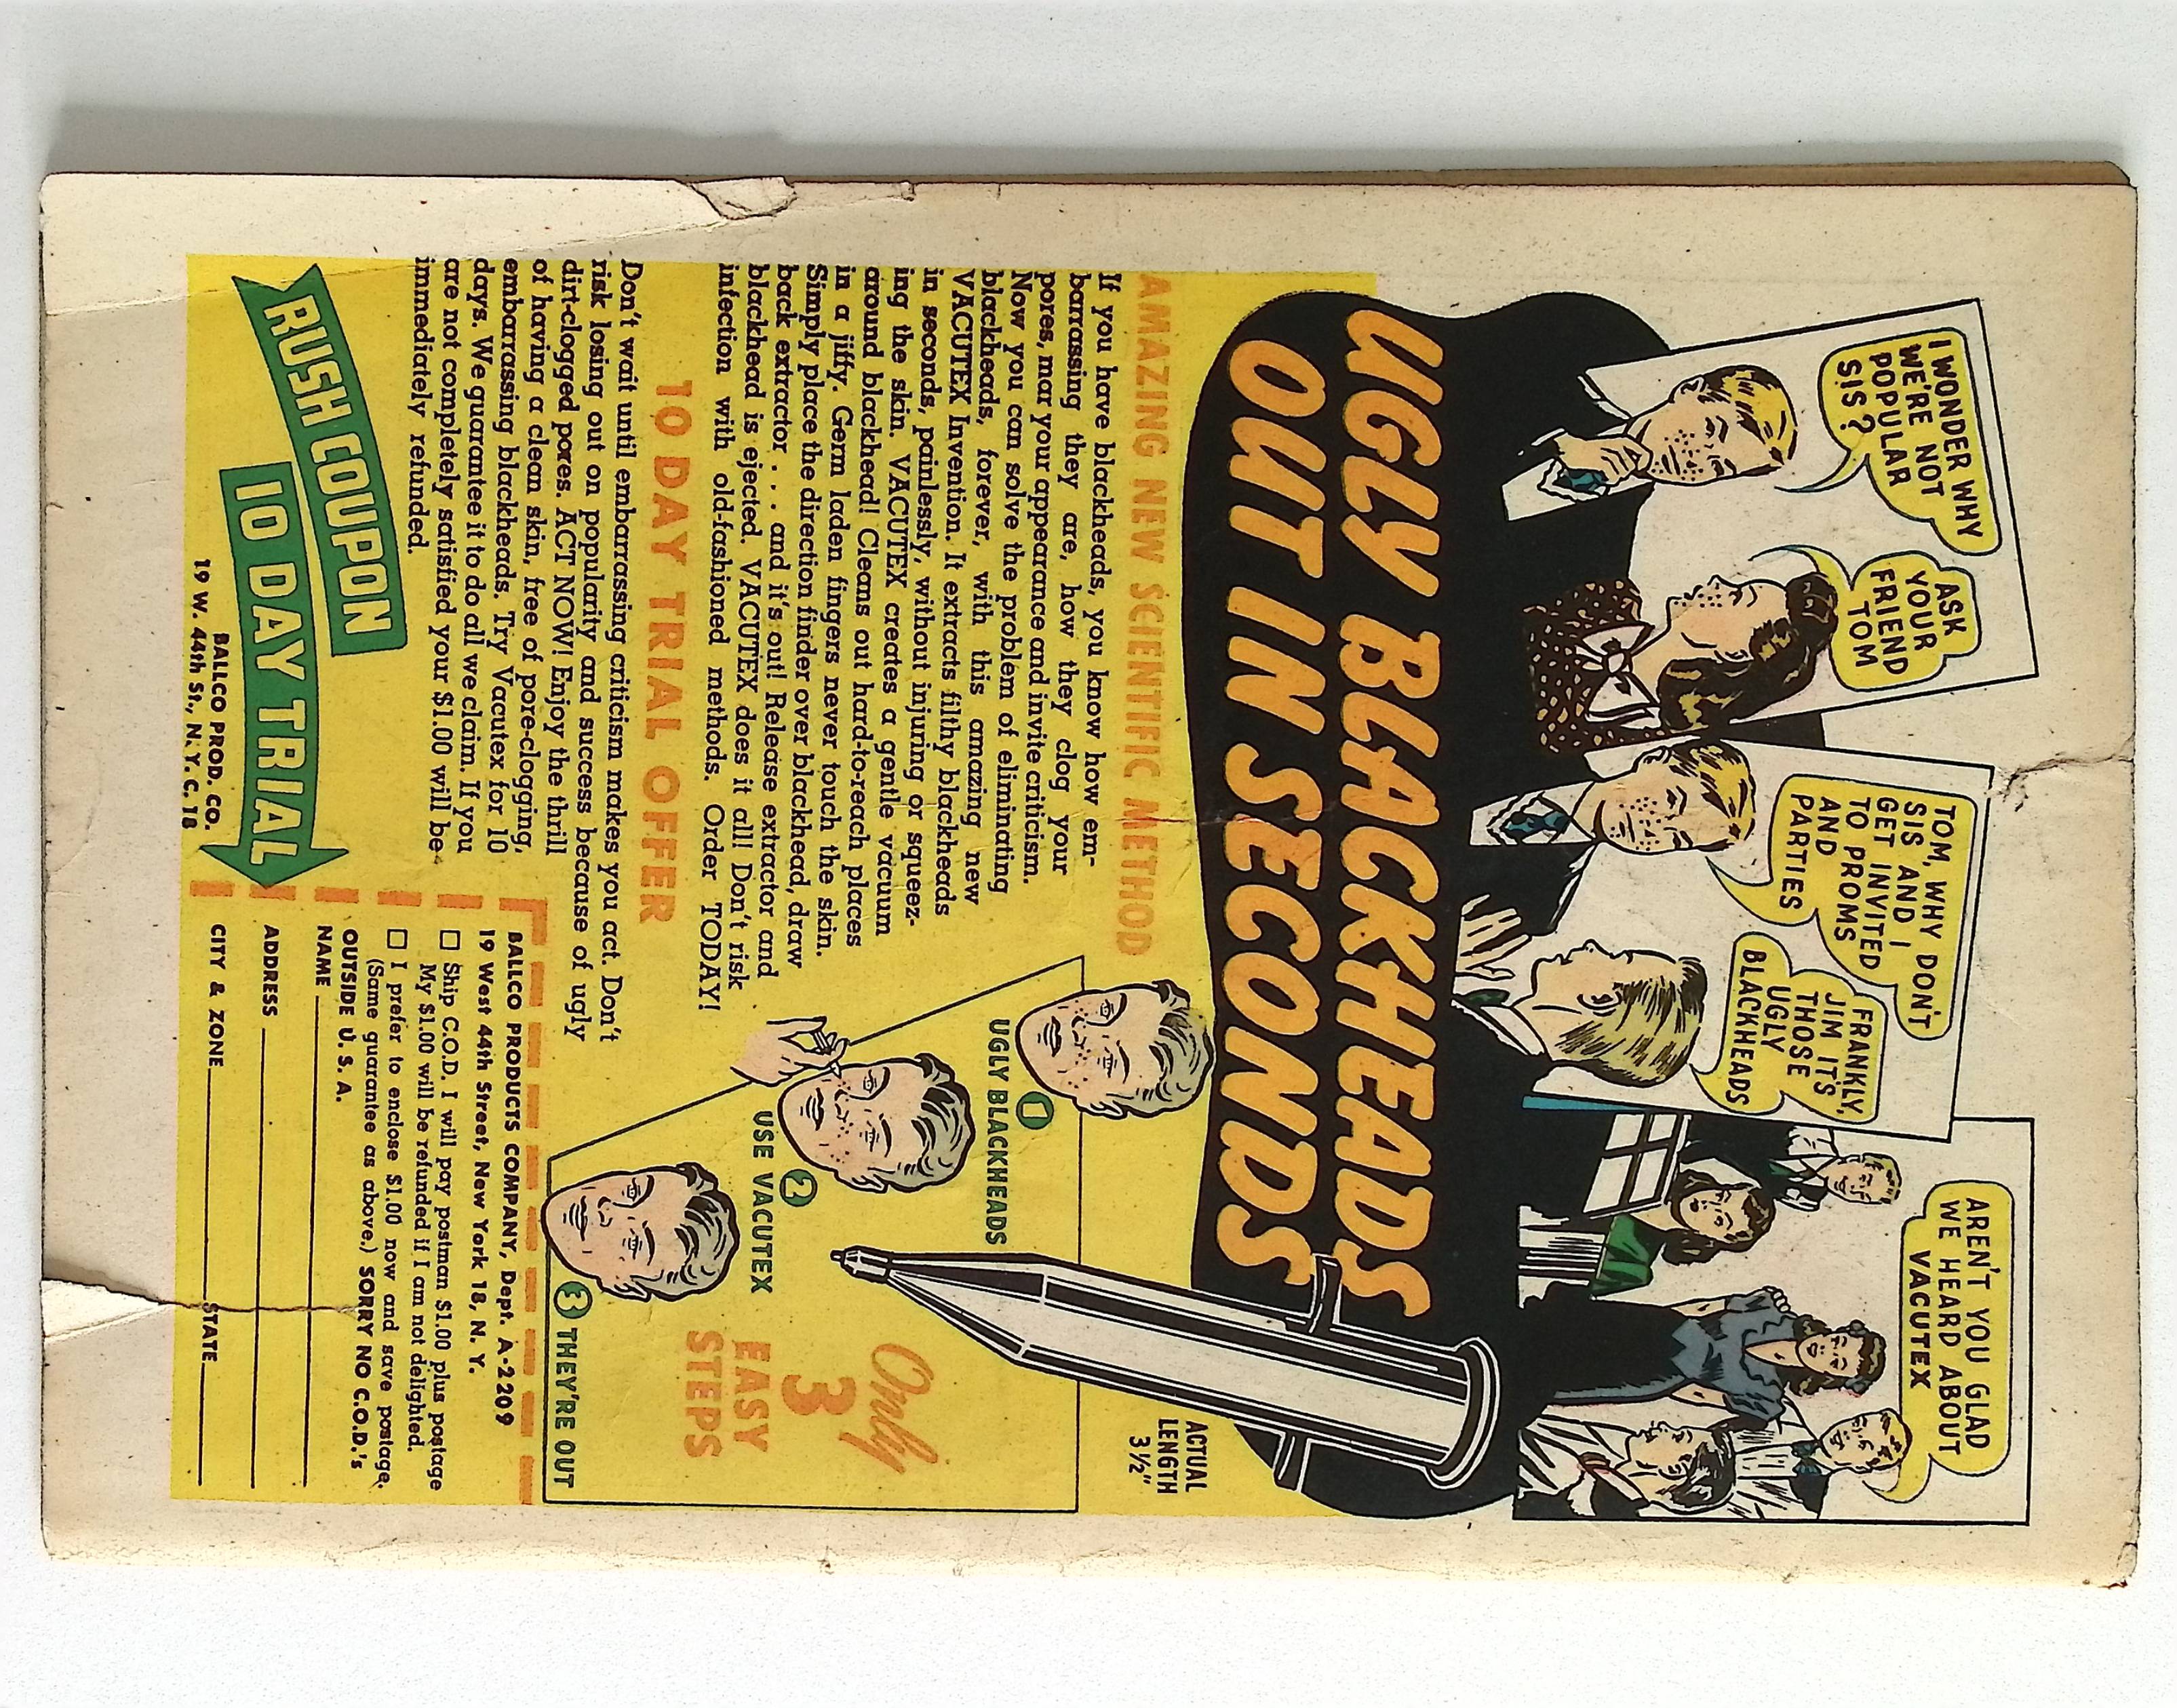 I WONDER WHY
WE'RE NOT
POPULAR
SIS?
ASK
YOUR
FRIEND
TOM
TOM, WHY DON'T
SIS AND I
GET INVITED
TO PROMS
AND
PARTIES
FRANKLY,
JIM IT'S
THOSE
UGLY
BLACKHEADS
AREN'T YOU GLAD
WE HEARD ABOUT
VACUTEX
UGLY BLACKHEADS
OUT IN SECONDS
ACTUAL
LENGTH
3½"
AMAZING NEW SCIENTIFIC METHOD
If you have blackheads, you know how em-
barrassing they are, how they clog your
pores, mar your appearance and invite criticism.
Now you can solve the problem of eliminating
blackheads, forever, with this amazing new
VACUTEX Invention. It extracts filthy blackheads
in seconds, painlessly, without injuring or squeez-
ing the skin. VACUTEX creates a gentle vacuum
around blackhead! Cleans out hard-to-reach places
in a jiffy. Germ laden fingers never touch the skin.
Simply place the direction finder over blackhead, draw
back extractor . . . and it's out! Release extractor and
blackhead is ejected. VACUTEX does it all! Don't risk
infection with old-fashioned methods. Order TODAY!
1 UGLY BLACKHEADS
2 USE VACUTEX
3 THEY'RE OUT
Only
3
EASY
STEPS
10 DAY TRIAL OFFER
Don't wait until embarrassing criticism makes you act. Don't
risk losing out on popularity and success because of ugly
dirt-clogged pores. ACT NOW! Enjoy the thrill
of having a clean skin, free of pore-clogging,
embarrassing blackheads. Try Vacutex for 10
days. We guarantee it to do all we claim. If you
are not completely satisfied your $1.00 will be
immediately refunded.
RUSH COUPON
10 DAY TRIAL
BALLCO PROD. CO.
19 W. 44th St., N.Y.C. 18
BALLCO PRODUCTS COMPANY, Dept. A-2209
19 West 44th Street, New York 18, N. Y.
Ship C.O.D. I will pay postman $1.00 plus postage
My $1.00 will be refunded if I am not delighted.
I prefer to enclose $1.00 now and save postage.
(Same guarantee as above.) SORRY NO C.O.D.'s
OUTSIDE U. S. A.
NAME
ADDRESS
CITY & ZONE STATE